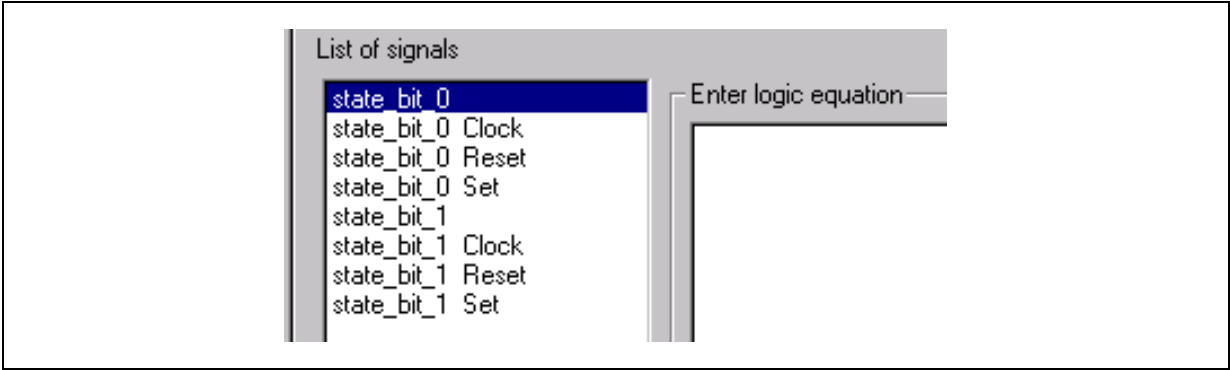 List of signals
state_bit_0
state_bit_0 Clock
state_bit_0 Reset
state_bit_0 Set
state_bit_1
state_bit_1 Clock
state_bit_1 Reset
state_bit_1 Set
Enter logic equation